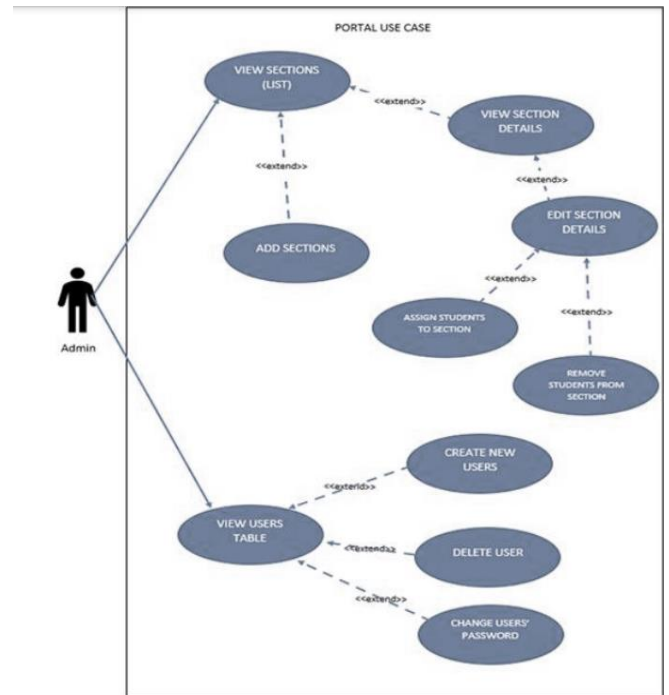 PORTAL USE CASE
VIEW SECTIONS
(LIST)
<<extend>>
VIEW SECTION
DETAILS
<<extend>>
<<extend>>
EDIT SECTION
DETAILS
ADD SECTIONS
<<extend>>
ASSIGN STUDENTS
TO SECTION
<<extend>>
Admin
REMOVE
STUDENTS FROM
SECTION
CREATE NEW
USERS
<<extend>>
VIEW USERS
TABLE
<<extend>>
DELETE USER
<<extend>>
CHANGE USERS'
PASSWORD